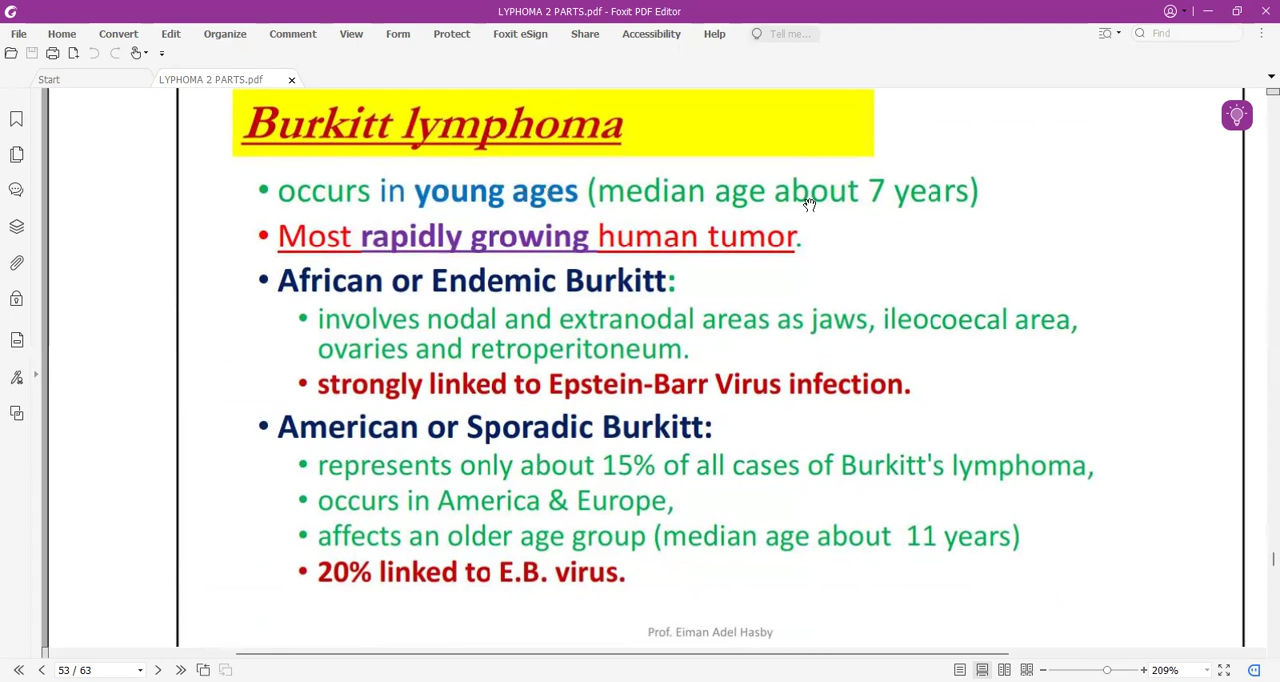 LYPHOMA 2 PARTS.pdf - Foxit PDF Editor
File Home Convert Edit Organize Comment View Form Protect Foxit eSign Share Accessibility Help Tell me... Find
Start LYPHOMA 2 PARTS.pdf
Burkitt lymphoma
• occurs in young ages (median age about 7 years)
• Most rapidly growing human tumor.
• African or Endemic Burkitt:
• involves nodal and extranodal areas as jaws, ileocoecal area,
ovaries and retroperitoneum.
• strongly linked to Epstein-Barr Virus infection.
• American or Sporadic Burkitt:
• represents only about 15% of all cases of Burkitt's lymphoma,
• occurs in America & Europe,
• affects an older age group (median age about 11 years)
• 20% linked to E.B. virus.
Prof. Eiman Adel Hasby
53 / 63 209%